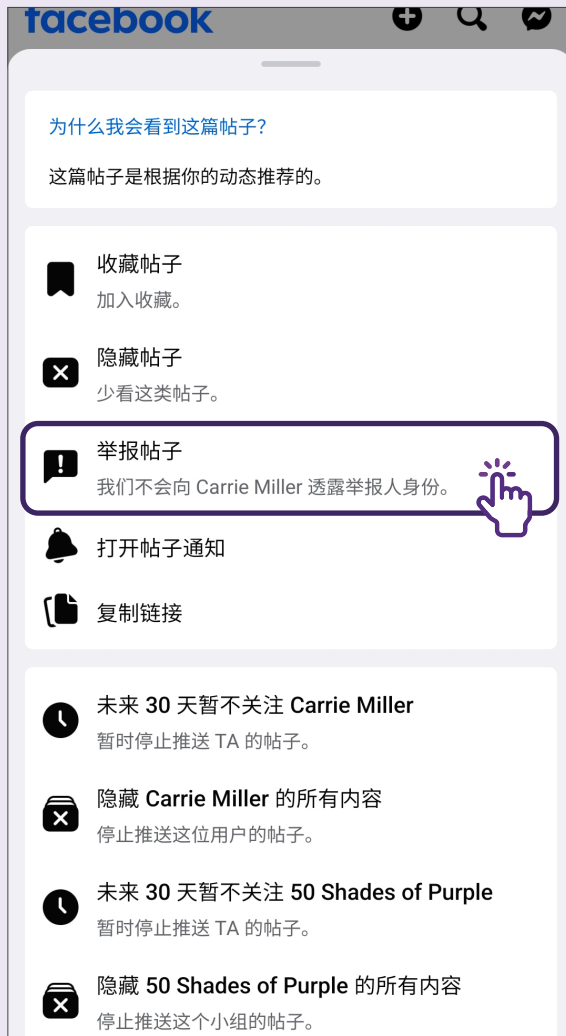 facebook
为什么我会看到这篇帖子?
这篇帖子是根据你的动态推荐的。
收藏帖子
加入收藏。
隐藏帖子
少看这类帖子。
举报帖子
我们不会向 Carrie Miller 透露举报人身份。
打开帖子通知
复制链接
未来 30 天暂不关注 Carrie Miller
暂时停止推送 TA 的帖子。
隐藏 Carrie Miller 的所有内容
停止推送这位用户的帖子。
未来 30 天暂不关注 50 Shades of Purple
暂时停止推送 TA 的帖子。
隐藏 50 Shades of Purple 的所有内容
停止推送这个小组的帖子。